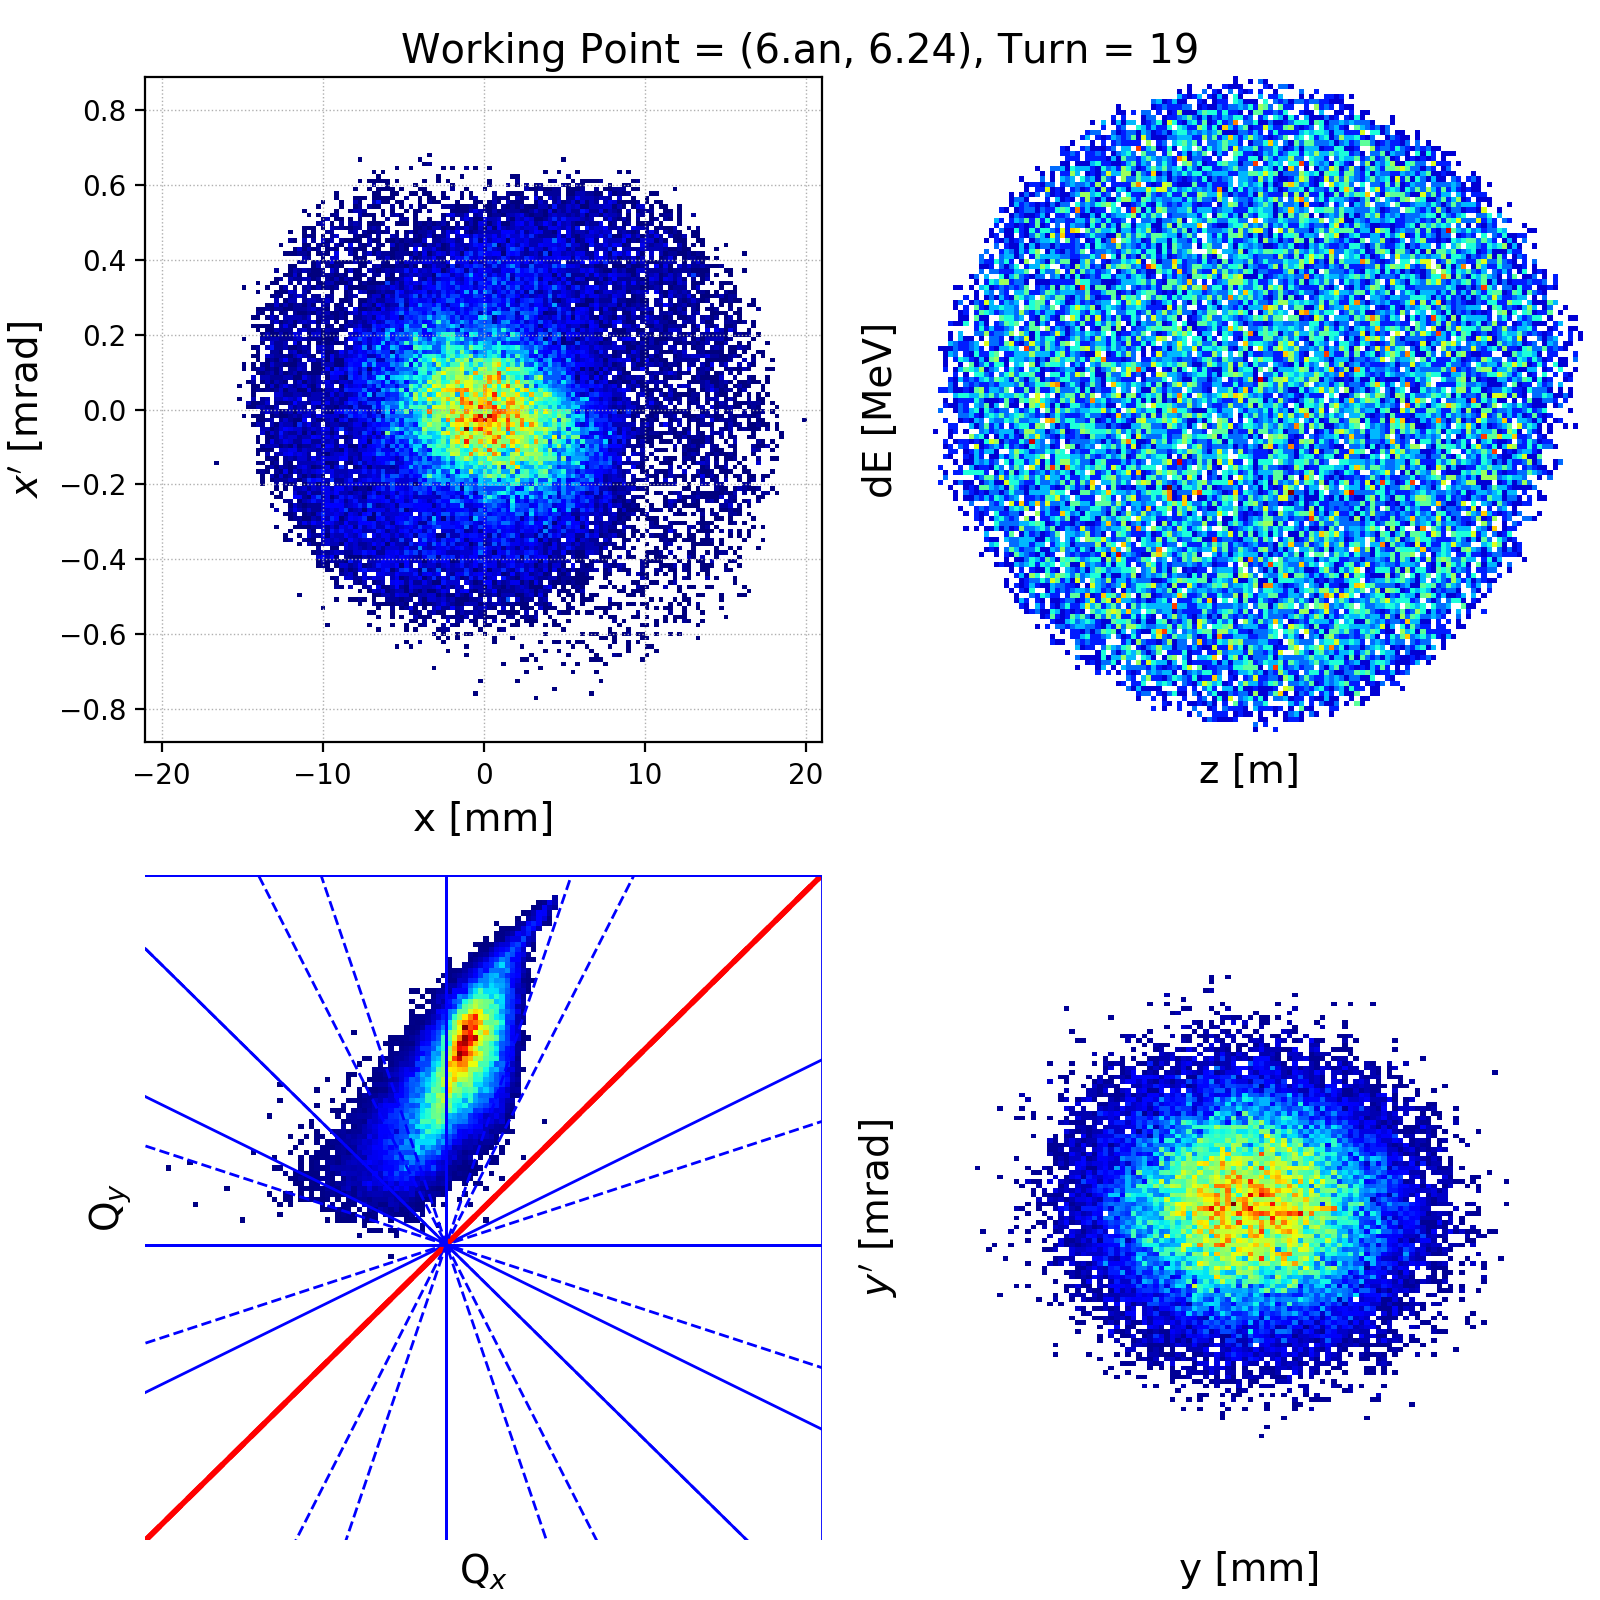 Working Point = (6.an, 6.24), Turn = 19
0.8
0.6
0.4
0.2
0.0
−0.2
−0.4
−0.6
−0.8
x′ [mrad]
−20 −10 0 10 20
x [mm]
dE [MeV]
z [m]
Qy
Qx
y′ [mrad]
y [mm]